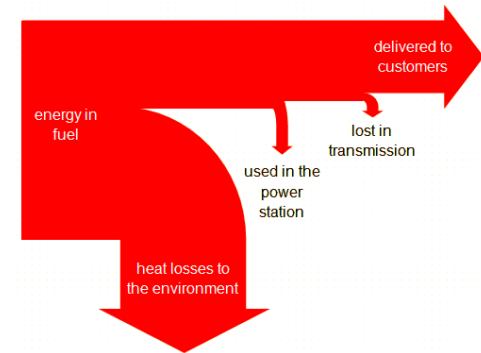 delivered to
customers
energy in
fuel
lost in
transmission
used in the
power
station
heat losses to
the environment